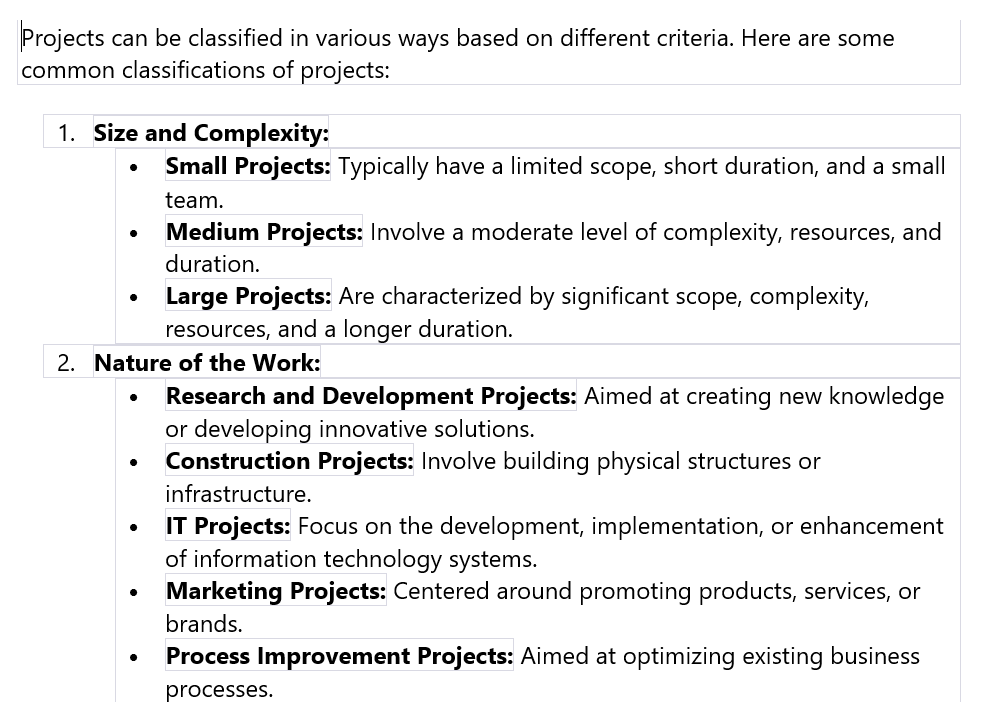 Projects can be classified in various ways based on different criteria. Here are some
common classifications of projects:
1. Size and Complexity:
• Small Projects: Typically have a limited scope, short duration, and a small
team.
• Medium Projects: Involve a moderate level of complexity, resources, and
duration.
• Large Projects: Are characterized by significant scope, complexity,
resources, and a longer duration.
2. Nature of the Work:
• Research and Development Projects: Aimed at creating new knowledge
or developing innovative solutions.
• Construction Projects: Involve building physical structures or
infrastructure.
• IT Projects: Focus on the development, implementation, or enhancement
of information technology systems.
• Marketing Projects: Centered around promoting products, services, or
brands.
• Process Improvement Projects: Aimed at optimizing existing business
processes.